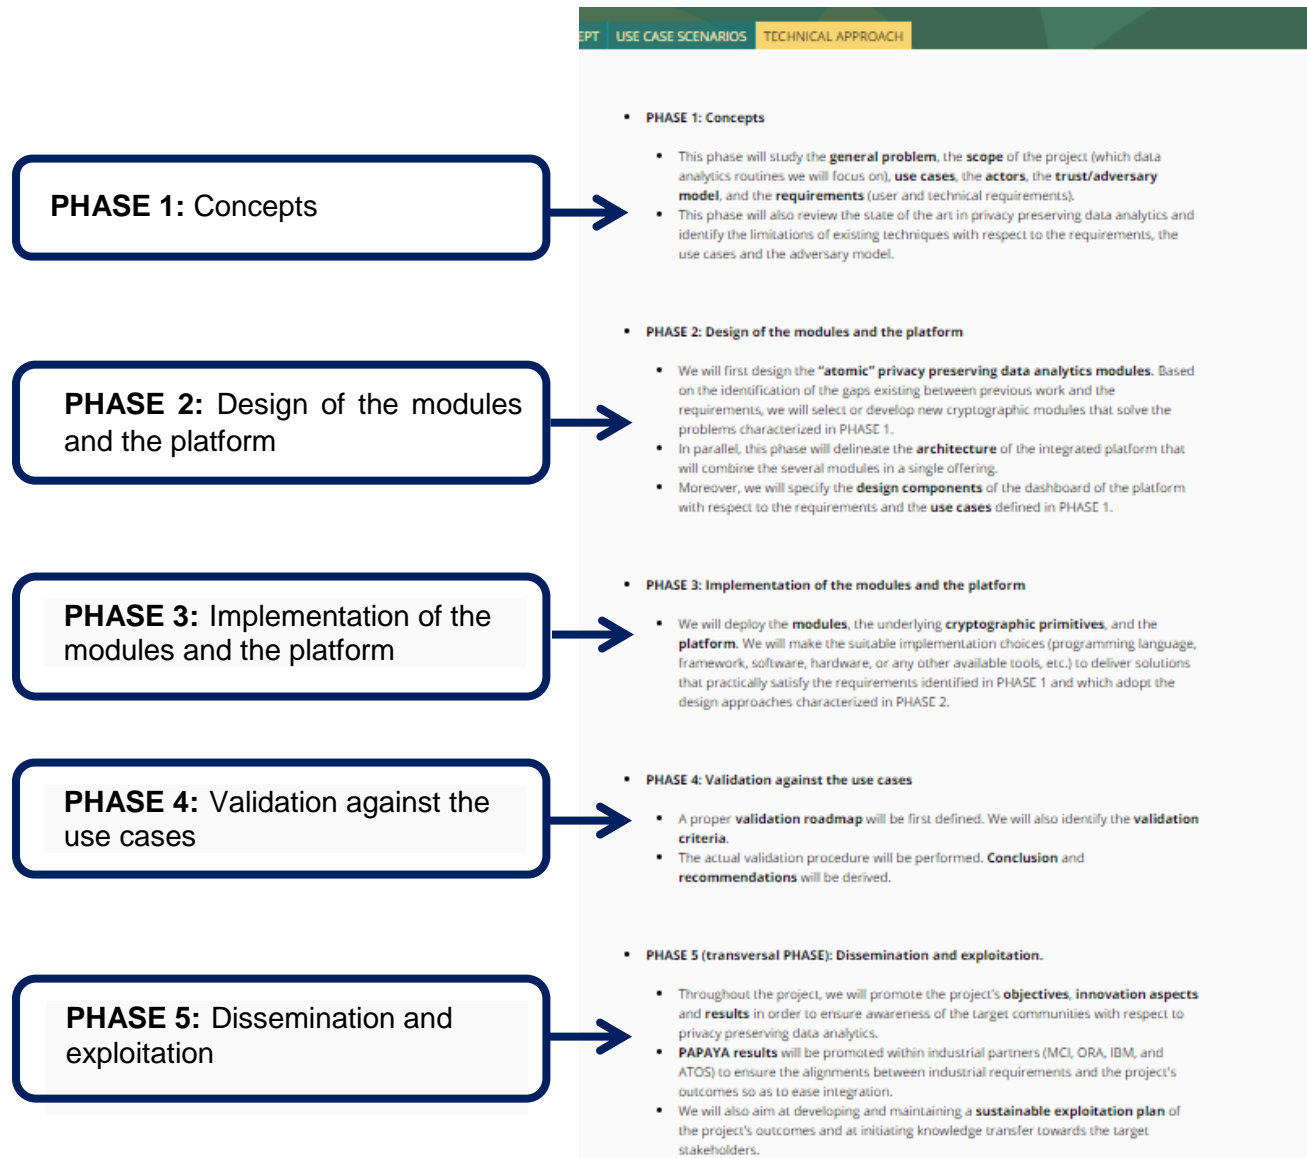 EPT USE CASE SCENARIOS TECHNICAL APPROACH
PHASE 1: Concepts
• PHASE 1: Concepts
▪ This phase will study the general problem, the scope of the project (which data
analytics routines we will focus on), use cases, the actors, the trust/adversary
model, and the requirements (user and technical requirements).
▪ This phase will also review the state of the art in privacy preserving data analytics and
identify the limitations of existing techniques with respect to the requirements, the
use cases and the adversary model.
PHASE 2: Design of the modules
and the platform
• PHASE 2: Design of the modules and the platform
▪ We will first design the “atomic” privacy preserving data analytics modules. Based
on the identification of the gaps existing between previous work and the
requirements, we will select or develop new cryptographic modules that solve the
problems characterized in PHASE 1.
▪ In parallel, this phase will delineate the architecture of the integrated platform that
will combine the several modules in a single offering.
▪ Moreover, we will specify the design components of the dashboard of the platform
with respect to the requirements and the use cases defined in PHASE 1.
PHASE 3: Implementation of the
modules and the platform
• PHASE 3: Implementation of the modules and the platform
▪ We will deploy the modules, the underlying cryptographic primitives, and the
platform. We will make the suitable implementation choices (programming language,
framework, software, hardware, or any other available tools, etc.) to deliver solutions
that practically satisfy the requirements identified in PHASE 1 and which adopt the
design approaches characterized in PHASE 2.
PHASE 4: Validation against the
use cases
• PHASE 4: Validation against the use cases
▪ A proper validation roadmap will be first defined. We will also identify the validation
criteria.
▪ The actual validation procedure will be performed. Conclusion and
recommendations will be derived.
PHASE 5: Dissemination and
exploitation
• PHASE 5 (transversal PHASE): Dissemination and exploitation.
▪ Throughout the project, we will promote the project's objectives, innovation aspects
and results in order to ensure awareness of the target communities with respect to
privacy preserving data analytics.
▪ PAPAYA results will be promoted within industrial partners (MCI, ORA, IBM, and
ATOS) to ensure the alignments between industrial requirements and the project's
outcomes so as to ease integration.
▪ We will also aim at developing and maintaining a sustainable exploitation plan of
the project's outcomes and at initiating knowledge transfer towards the target
stakeholders.